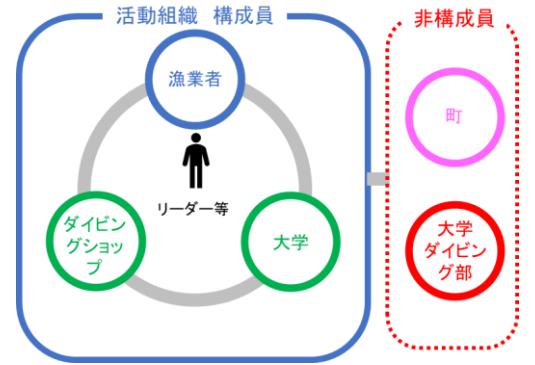 活動組織 構成員
非構成員
漁業者
町
リーダー等
ダイビン
グショッ
プ
大学
大学
ダイビン
グ部